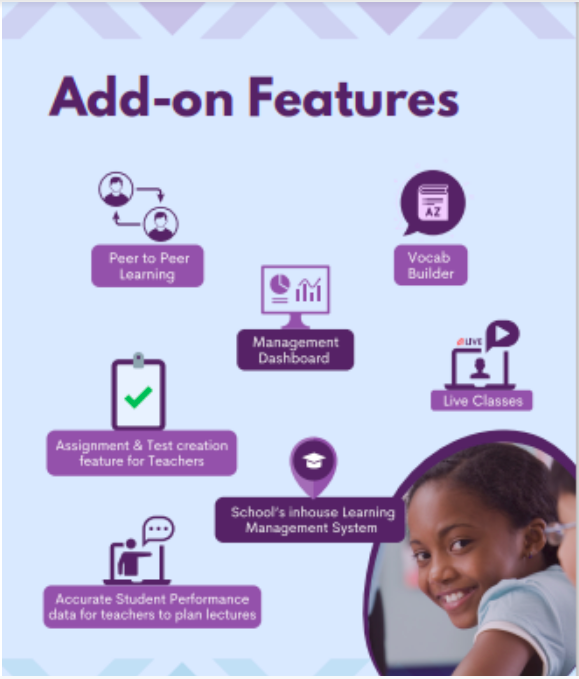 Add-on Features
AZ
Peer to Peer
Learning
Vocab
Builder
Management
Dashboard
LIVE
Live Classes
Assignment & Test creation
feature for Teachers
School's inhouse Learning
Management System
Accurate Student Performance
data for teachers to plan lectures